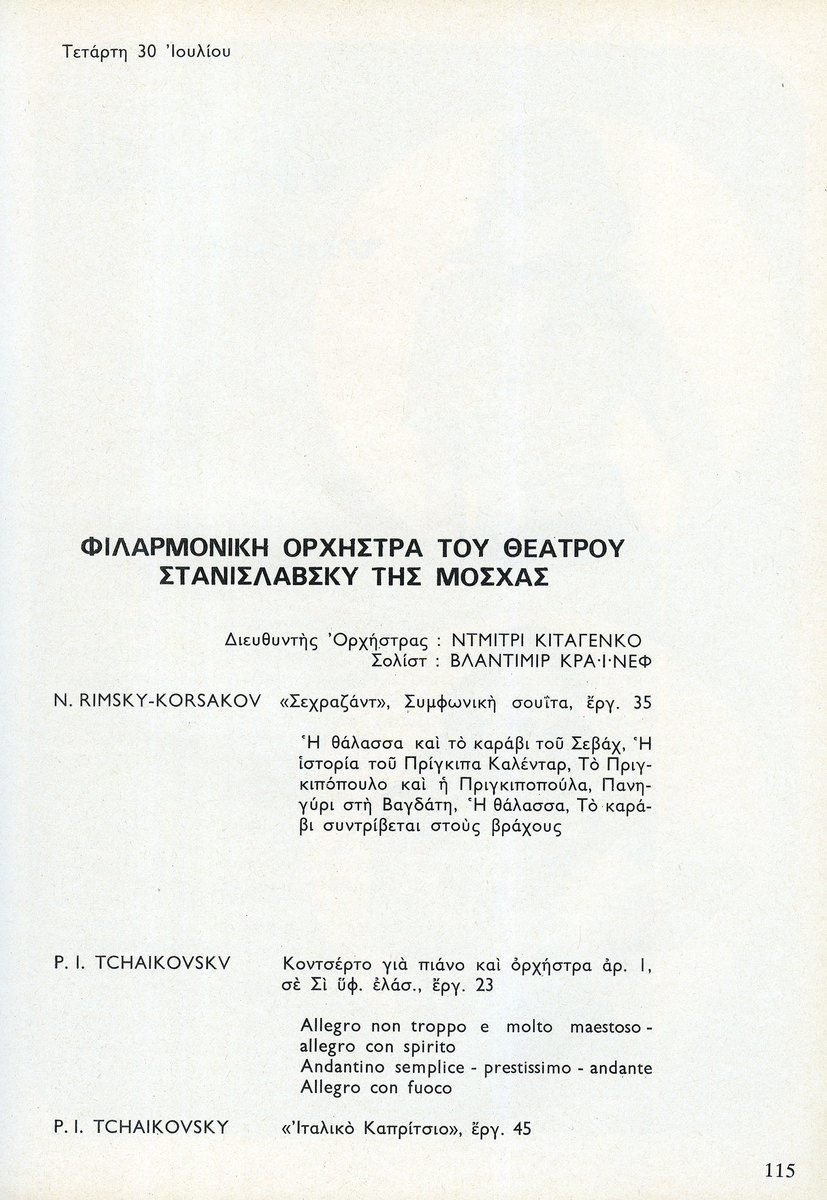 Τετάρτη 30 Ἰουλίου
ΦΙΛΑΡΜΟΝΙΚΗ ΟΡΧΗΣΤΡΑ ΤΟΥ ΘΕΑΤΡΟΥ
ΣΤΑΝΙΣΛΑΒΣΚΥ ΤΗΣ ΜΟΣΧΑΣ
Διευθυντὴς Ὀρχήστρας : ΝΤΜΙΤΡΙ ΚΙΤΑΓΕΝΚΟ
Σολίστ : ΒΛΑΝΤΙΜΙΡ ΚΡΑ·Ι·ΝΕΦ
N. RIMSKY-KORSAKOV «Σεχραζάντ», Συμφωνικὴ σουΐτα, ἔργ. 35
Ἡ θάλασσα καὶ τὸ καράβι τοῦ Σεβάχ, Ἡ
ἱστορία τοῦ Πρίγκιπα Καλένταρ, Τὸ Πριγ-
κιπόπουλο καὶ ἡ Πριγκιποπούλα, Πανη-
γύρι στὴ Βαγδάτη, Ἡ θάλασσα, Τὸ καρά-
βι συντρίβεται στοὺς βράχους
P. I. TCHAIKOVSKV Κοντσέρτο γιὰ πιάνο καὶ ὀρχήστρα ἀρ. 1,
σὲ Σὶ ὕφ. ἐλάσ., ἔργ. 23
Allegro non troppo e molto maestoso -
allegro con spirito
Andantino semplice - prestissimo - andante
Allegro con fuoco
P. I. TCHAIKOVSKY «Ἰταλικὸ Καπρίτσιο», ἔργ. 45
115